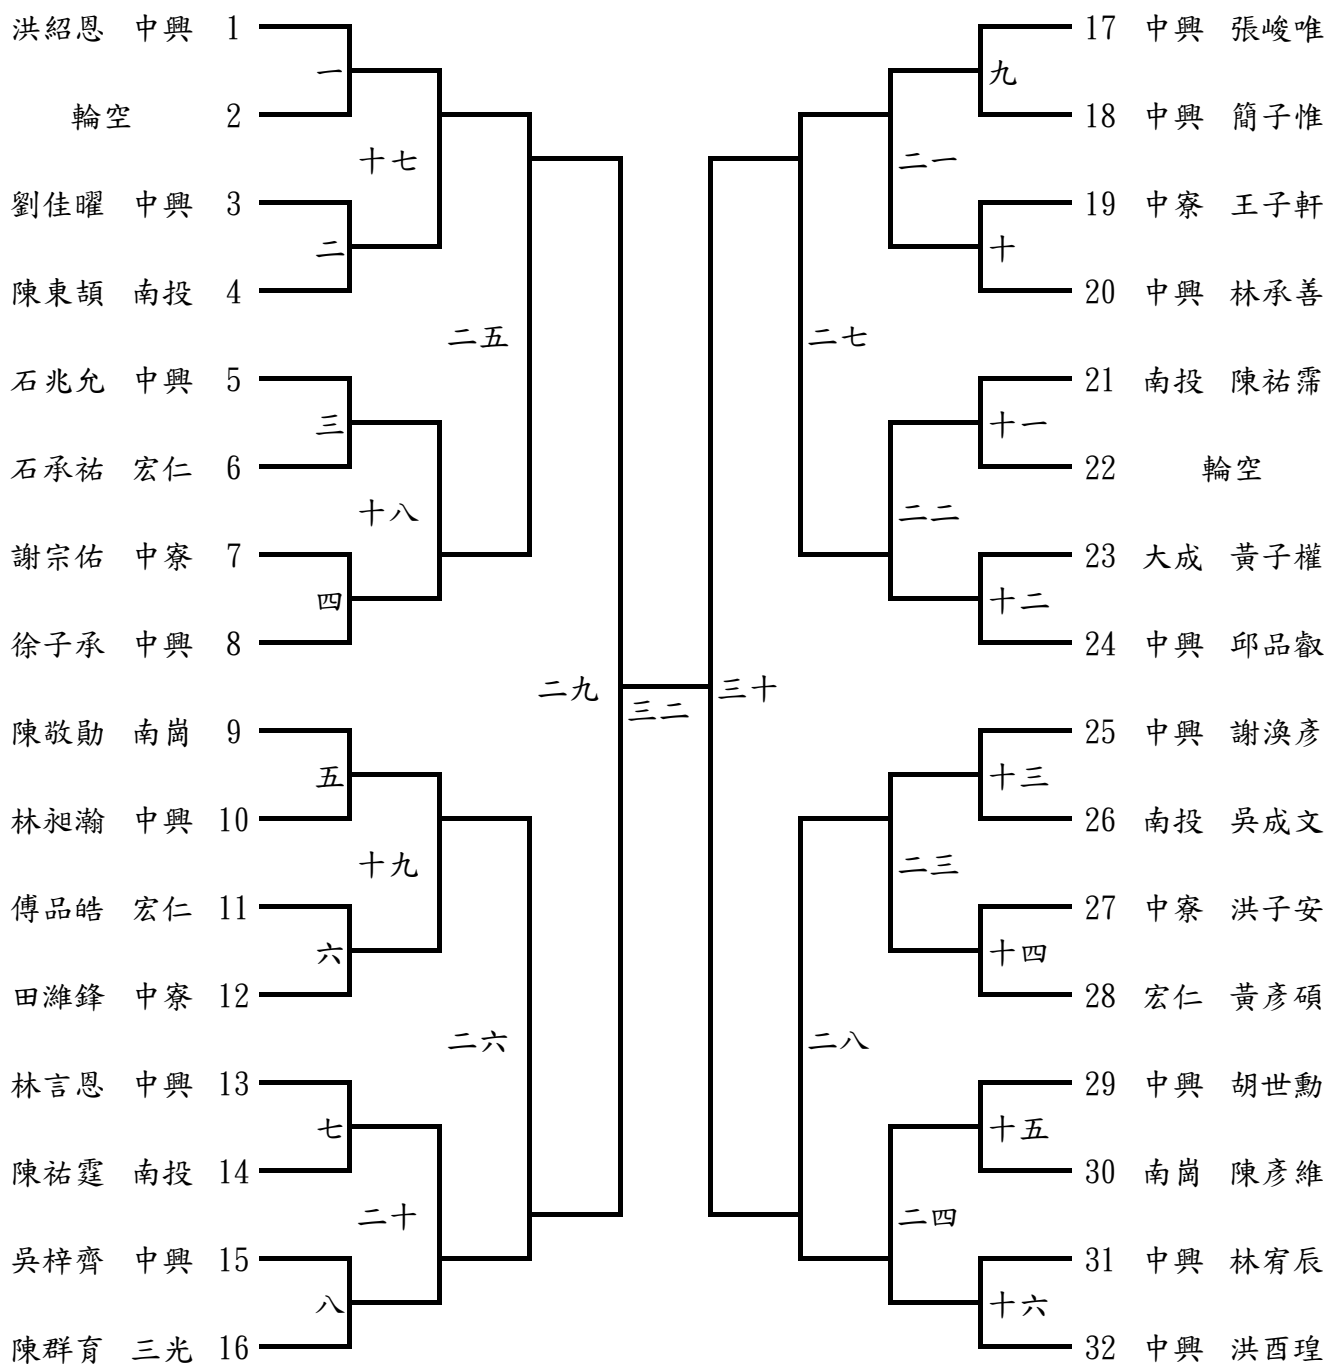 洪紹恩 中興 1
一
輪空 2
十七
劉佳曜 中興 3
二
陳東頡 南投 4
二五
石兆允 中興 5
三
石承祐 宏仁 6
十八
謝宗佑 中寮 7
四
徐子承 中興 8
二九
陳敬勛 南崗 9
五
林昶瀚 中興 10
十九
傅品皓 宏仁 11
六
田濰鋒 中寮 12
二六
林言恩 中興 13
七
陳祐霆 南投 14
二十
吳梓齊 中興 15
八
陳群育 三光 16
三二
17 中興 張峻唯
九
18 中興 簡子惟
二一
19 中寮 王子軒
十
20 中興 林承善
二七
21 南投 陳祐霈
十一
22 輪空
二二
23 大成 黃子權
十二
24 中興 邱品叡
三十
25 中興 謝渙彥
十三
26 南投 吳成文
二三
27 中寮 洪子安
十四
28 宏仁 黃彥碩
二八
29 中興 胡世勳
十五
30 南崗 陳彥維
二四
31 中興 林宥辰
十六
32 中興 洪酉瑝